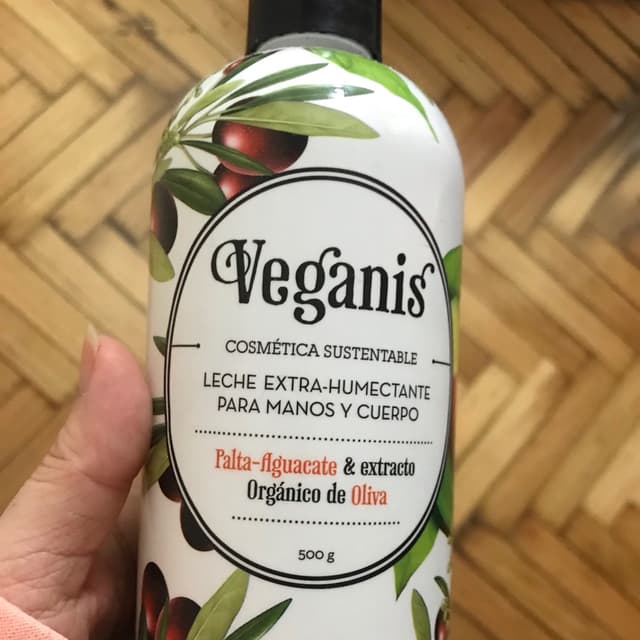 Veganis
COSMÉTICA SUSTENTABLE
LECHE EXTRA-HUMECTANTE
PARA MANOS Y CUERPO
Palta-Aguacate & extracto
Orgánico de Oliva
500 g